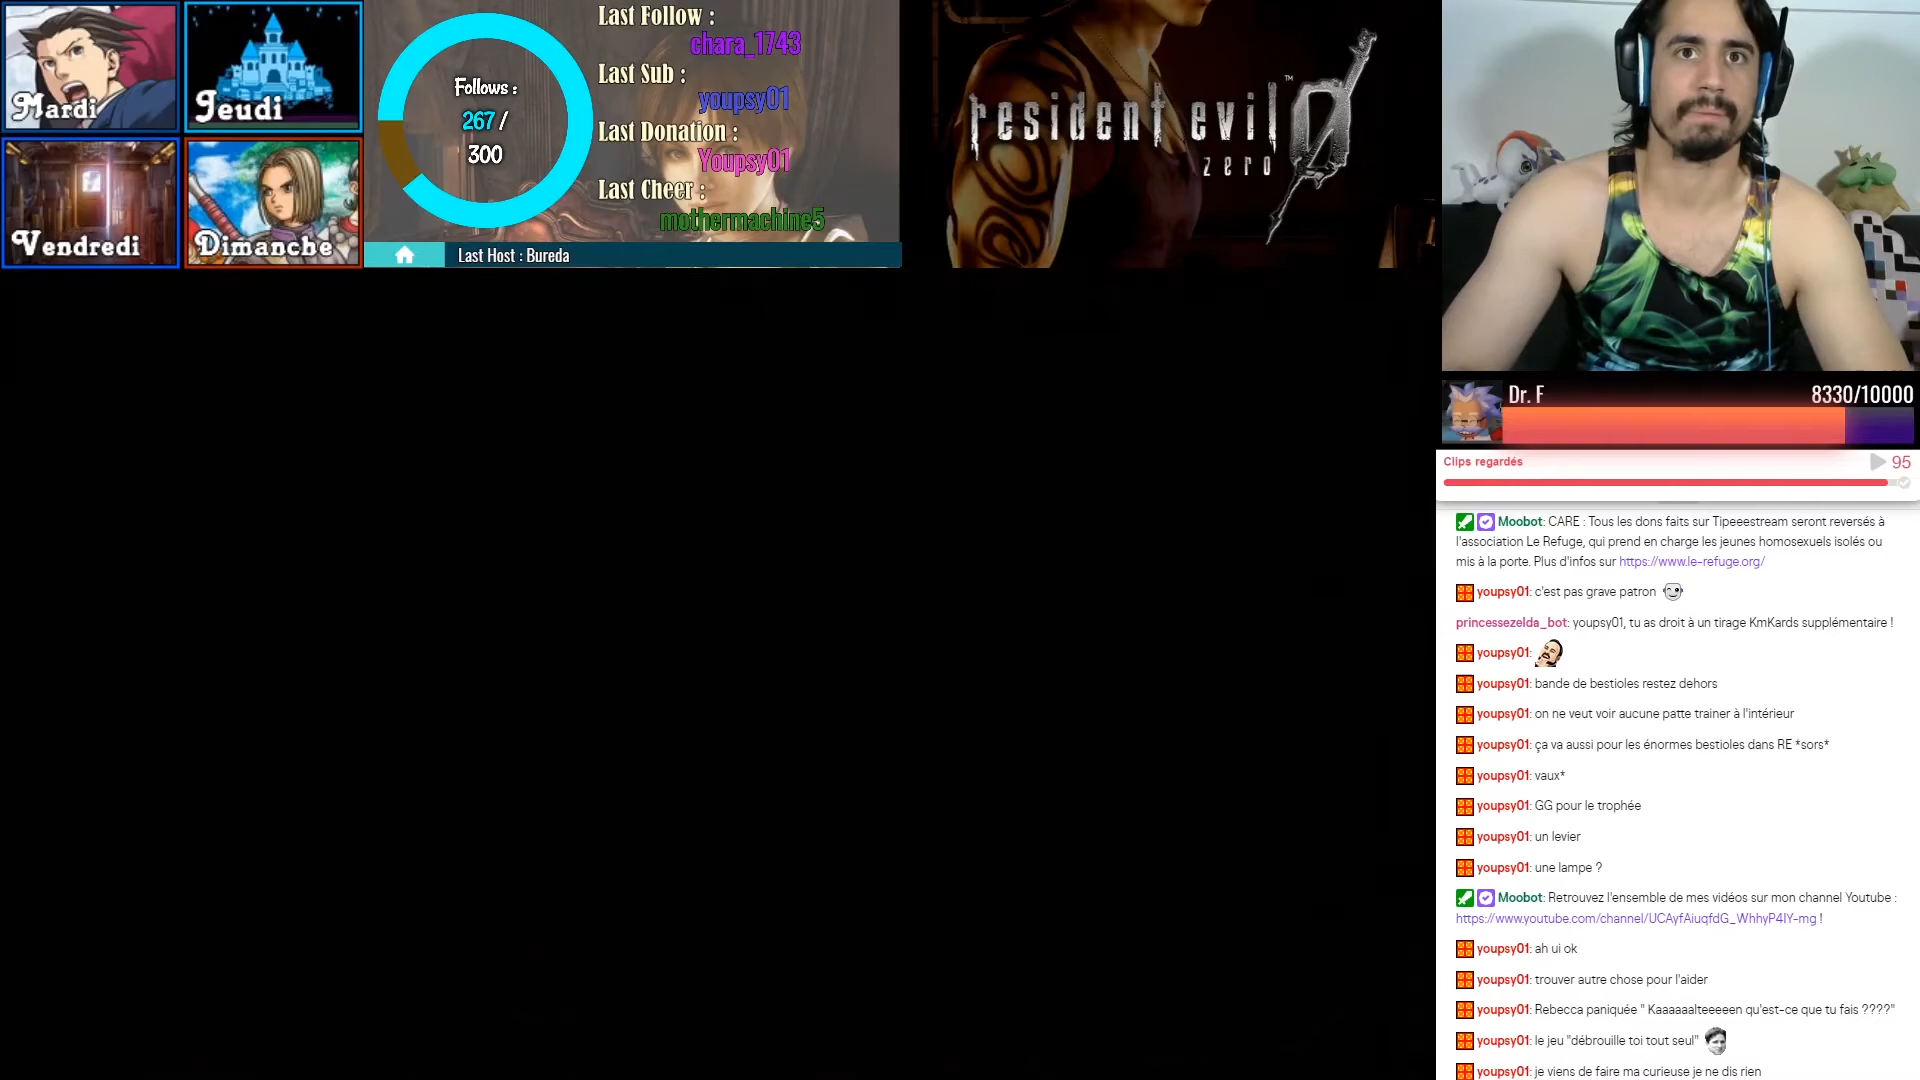 Mardi
Jeudi
Vendredi
Dimanche
Follows :
267 /
300
Last Follow :
chara_1743
Last Sub :
youpsy01
Last Donation :
Youpsy01
Last Cheer :
mothermachine5
Last Host : Bureda
resident evil 0 ™
zero
Dr. F 8330/10000
Clips regardés 95
Moobot: CARE : Tous les dons faits sur Tipeeestream seront reversés à
l'association Le Refuge, qui prend en charge les jeunes homosexuels isolés ou
mis à la porte. Plus d'infos sur https://www.le-refuge.org/
youpsy01: c'est pas grave patron
princessezelda_bot: youpsy01, tu as droit à un tirage KmKards supplémentaire !
youpsy01:
youpsy01: bande de bestioles restez dehors
youpsy01: on ne veut voir aucune patte trainer à l'intérieur
youpsy01: ça va aussi pour les énormes bestioles dans RE *sors*
youpsy01: vaux*
youpsy01: GG pour le trophée
youpsy01: un levier
youpsy01: une lampe ?
Moobot: Retrouvez l'ensemble de mes vidéos sur mon channel Youtube :
https://www.youtube.com/channel/UCAyfAiuqfdG_WhhyP4IY-mg !
youpsy01: ah ui ok
youpsy01: trouver autre chose pour l'aider
youpsy01: Rebecca paniquée " Kaaaaaalteeeeen qu'est-ce que tu fais ????"
youpsy01: le jeu "débrouille toi tout seul"
youpsy01: je viens de faire ma curieuse je ne dis rien